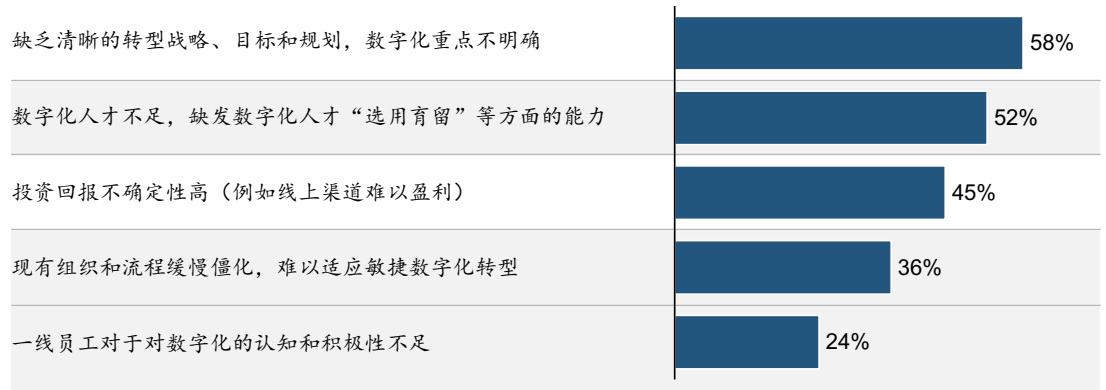 缺乏清晰的转型战略、目标和规划，数字化重点不明确 58%
数字化人才不足，缺发数字化人才“选用育留”等方面的能力 52%
投资回报不确定性高（例如线上渠道难以盈利） 45%
现有组织和流程缓慢僵化，难以适应敏捷数字化转型 36%
一线员工对于对数字化的认知和积极性不足 24%